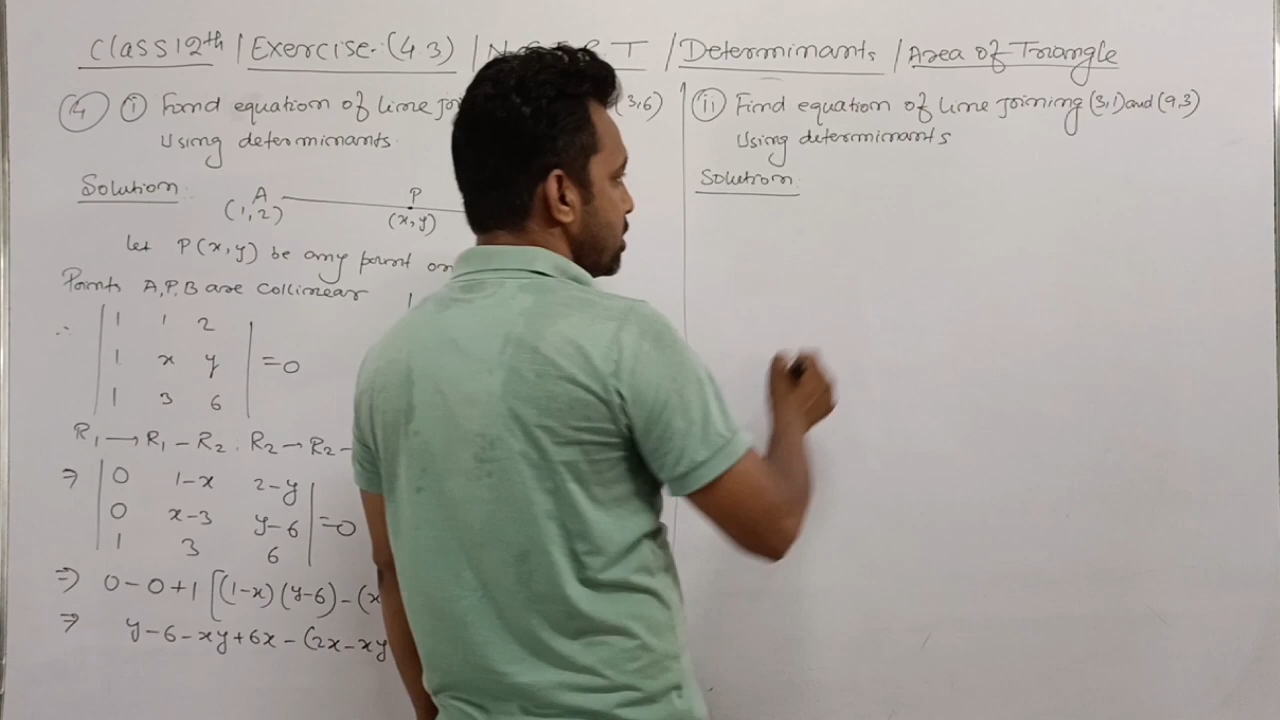 Class 12th / Exercise. (4.3) / N.C.E.R.T / Determinants / Area of Triangle
4 i Find equation of line (3,6)
Using determinants.
Solution
A P
(1,2) (x,y)
Let P(x,y) be any point on
Points A,P,B are Collinear
∴ | 1 1 2 |
| 1 x y | =0
| 1 3 6 |
R1 → R1 - R2 . R2 → R2 -
⇒ | 0 1-x 2-y |
| 0 x-3 y-6 | =0
| 1 3 6 |
⇒ 0-0+1 [(1-x)(y-6)-(x
⇒ y-6-xy+6x-(2x-xy
ii Find equation of line joining (3,1) and (9,3)
Using determinants
Solution